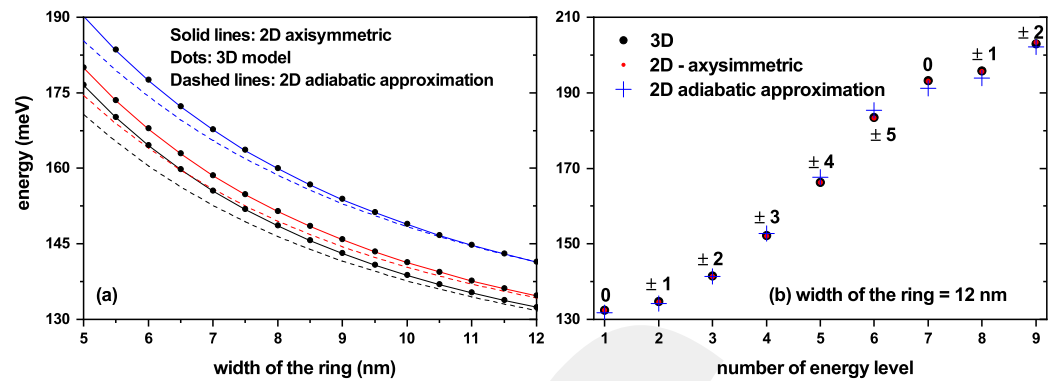 190
175
160
145
130
energy (meV)
Solid lines: 2D axisymmetric
Dots: 3D model
Dashed lines: 2D adiabatic approximation
(a)
5 6 7 8 9 10 11 12
width of the ring (nm)
210
190
170
150
130
3D
2D - axysimmetric
2D adiabatic approximation
0
± 1
± 2
± 3
± 4
± 5
0
± 1
± 2
(b) width of the ring = 12 nm
1 2 3 4 5 6 7 8 9
number of energy level